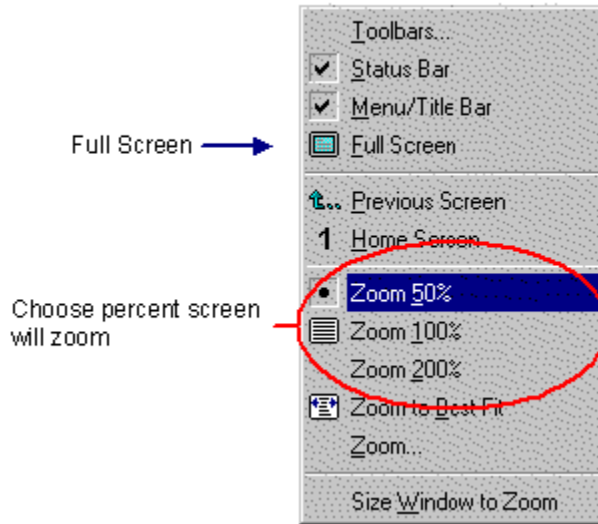 Toolbars...
Status Bar
Menu/Title Bar
Full Screen
Full Screen
Previous Screen
1 Home Screen
Choose percent screen
will zoom
Zoom 50%
Zoom 100%
Zoom 200%
Zoom to Best Fit
Zoom...
Size Window to Zoom